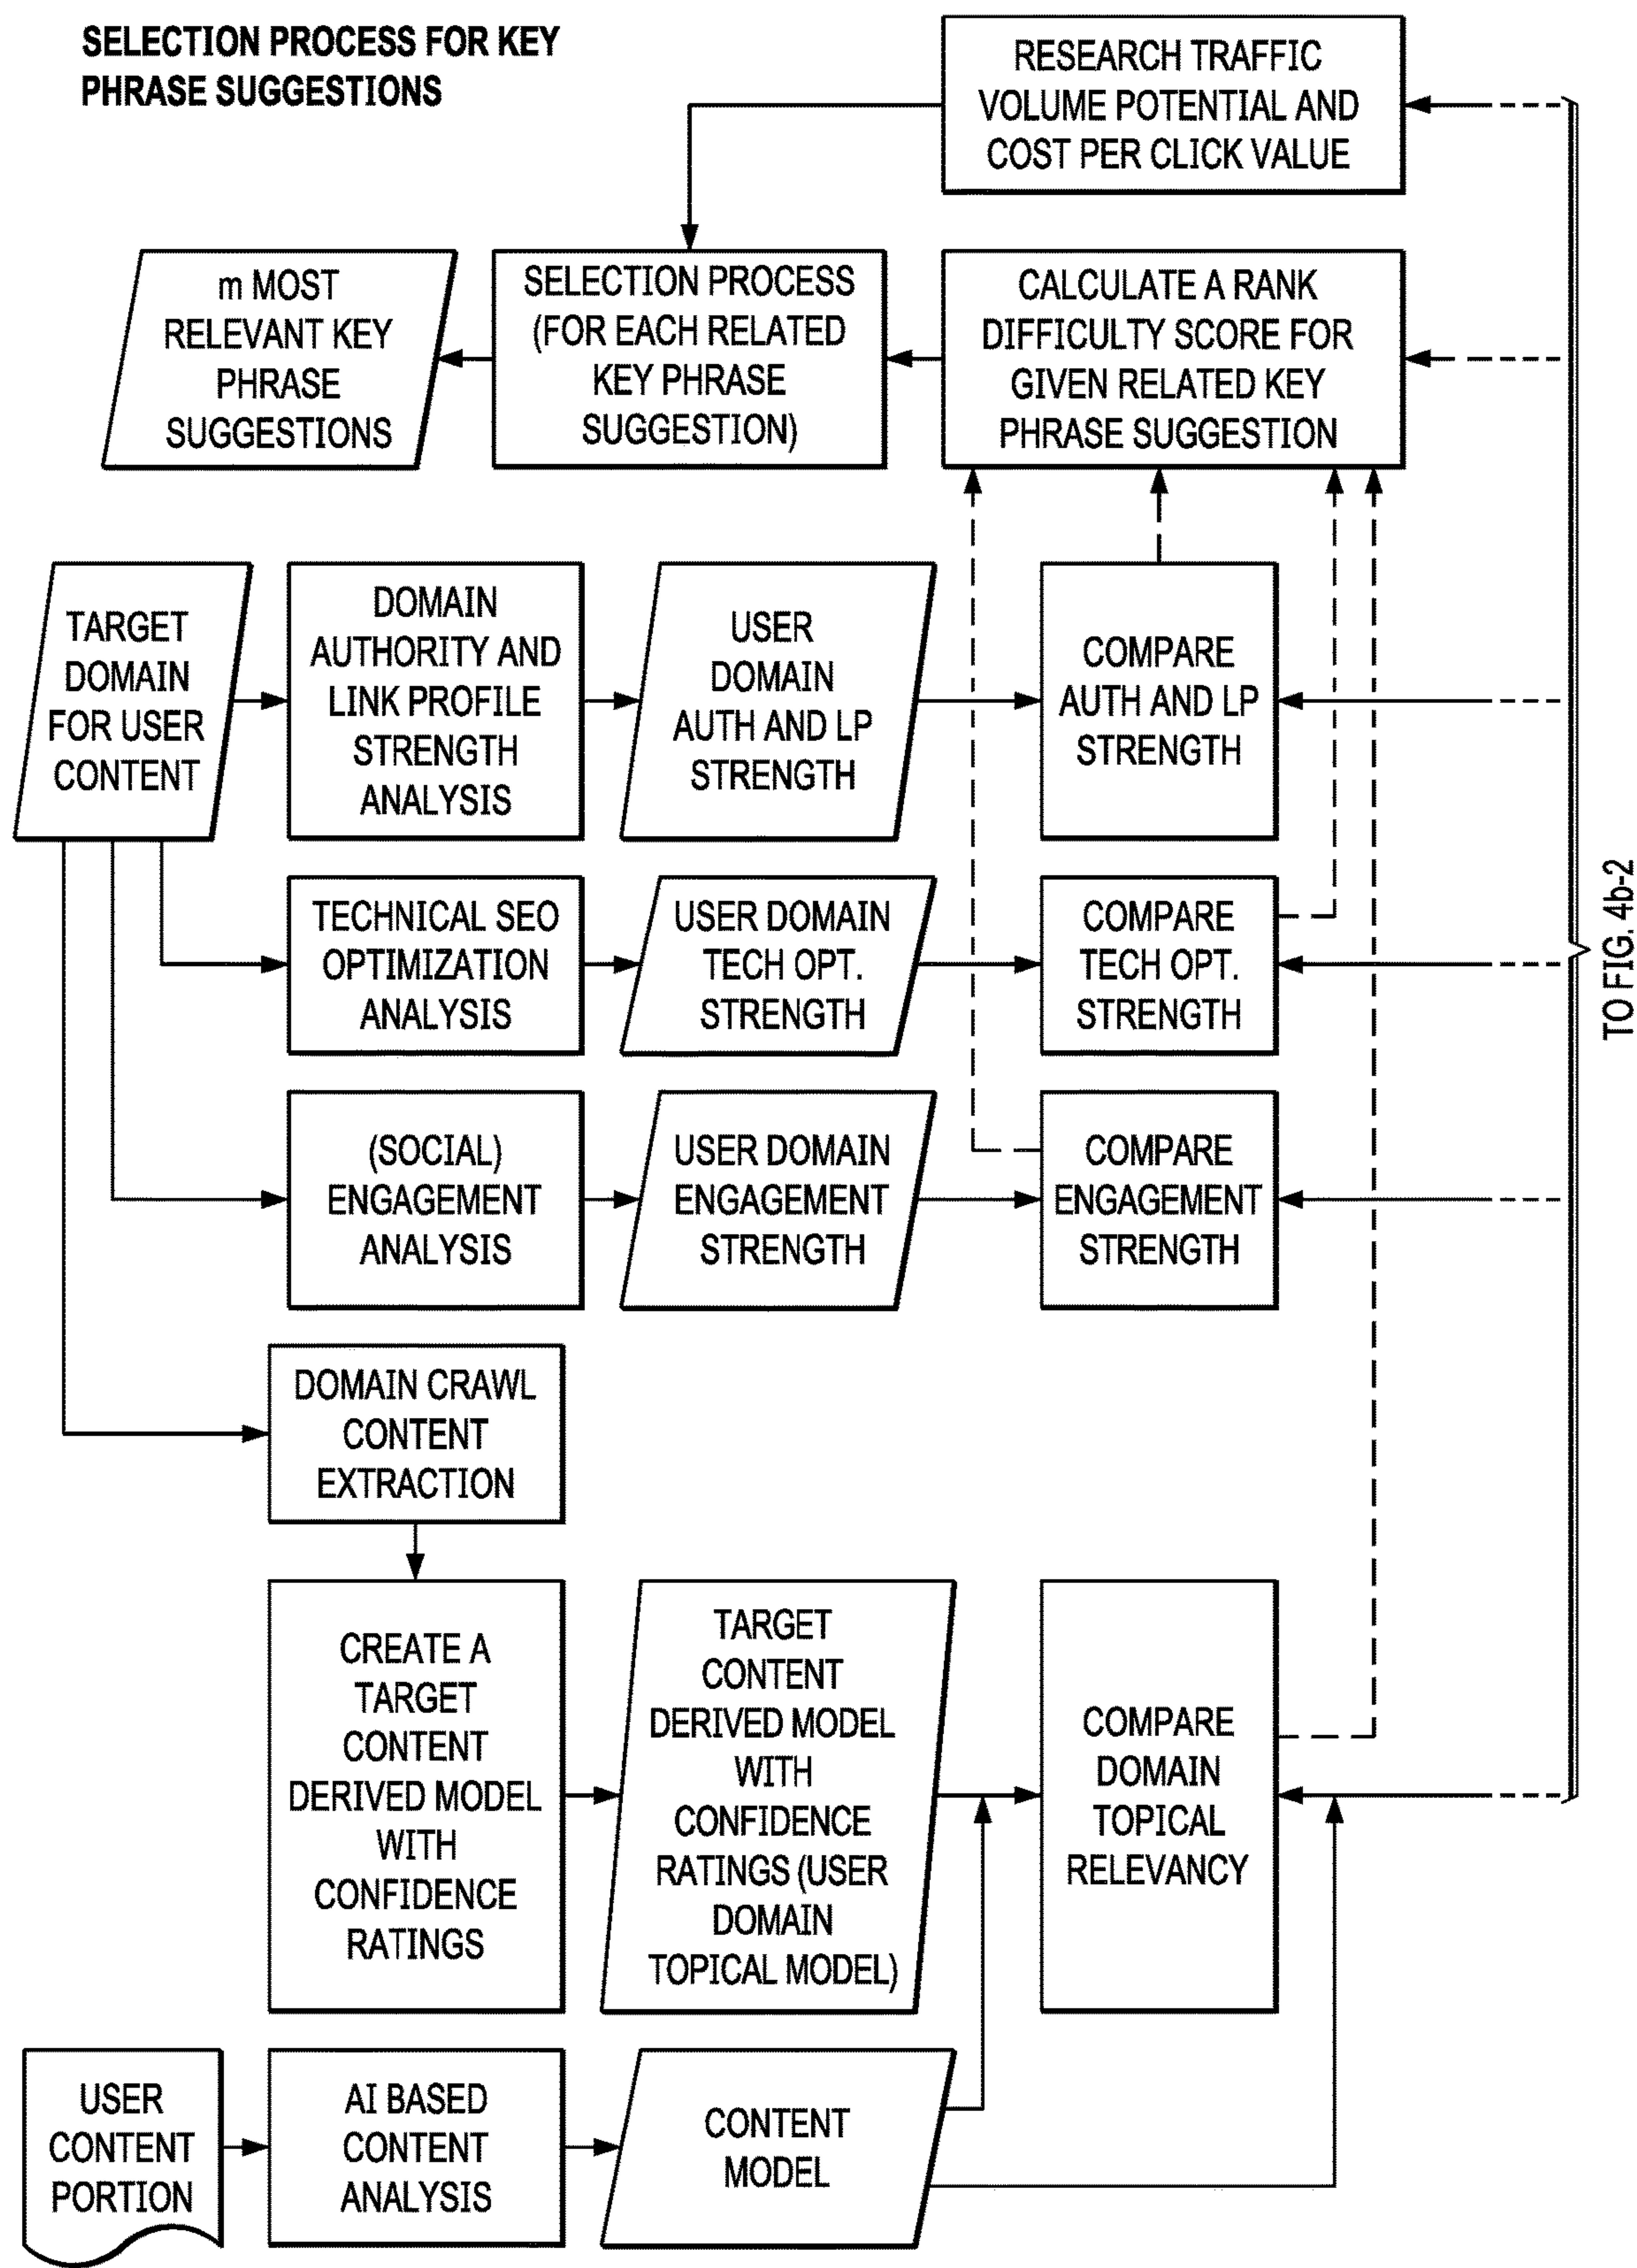 SELECTION PROCESS FOR KEY
PHRASE SUGGESTIONS
RESEARCH TRAFFIC
VOLUME POTENTIAL AND
COST PER CLICK VALUE
m MOST
RELEVANT KEY
PHRASE
SUGGESTIONS
SELECTION PROCESS
(FOR EACH RELATED
KEY PHRASE
SUGGESTION)
CALCULATE A RANK
DIFFICULTY SCORE FOR
GIVEN RELATED KEY
PHRASE SUGGESTION
TARGET
DOMAIN
FOR USER
CONTENT
DOMAIN
AUTHORITY AND
LINK PROFILE
STRENGTH
ANALYSIS
USER
DOMAIN
AUTH AND LP
STRENGTH
COMPARE
AUTH AND LP
STRENGTH
TECHNICAL SEO
OPTIMIZATION
ANALYSIS
USER DOMAIN
TECH OPT.
STRENGTH
COMPARE
TECH OPT.
STRENGTH
TO FIG. 4b-2
(SOCIAL)
ENGAGEMENT
ANALYSIS
USER DOMAIN
ENGAGEMENT
STRENGTH
COMPARE
ENGAGEMENT
STRENGTH
DOMAIN CRAWL
CONTENT
EXTRACTION
CREATE A
TARGET
CONTENT
DERIVED MODEL
WITH
CONFIDENCE
RATINGS
TARGET
CONTENT
DERIVED MODEL
WITH
CONFIDENCE
RATINGS (USER
DOMAIN
TOPICAL MODEL)
COMPARE
DOMAIN
TOPICAL
RELEVANCY
USER
CONTENT
PORTION
AI BASED
CONTENT
ANALYSIS
CONTENT
MODEL